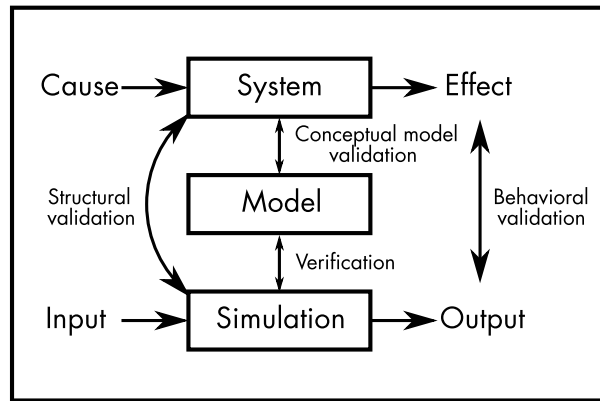 Cause
System
Effect
Conceptual model
validation
Structural
validation
Model
Behavioral
validation
Verification
Input
Simulation
Output